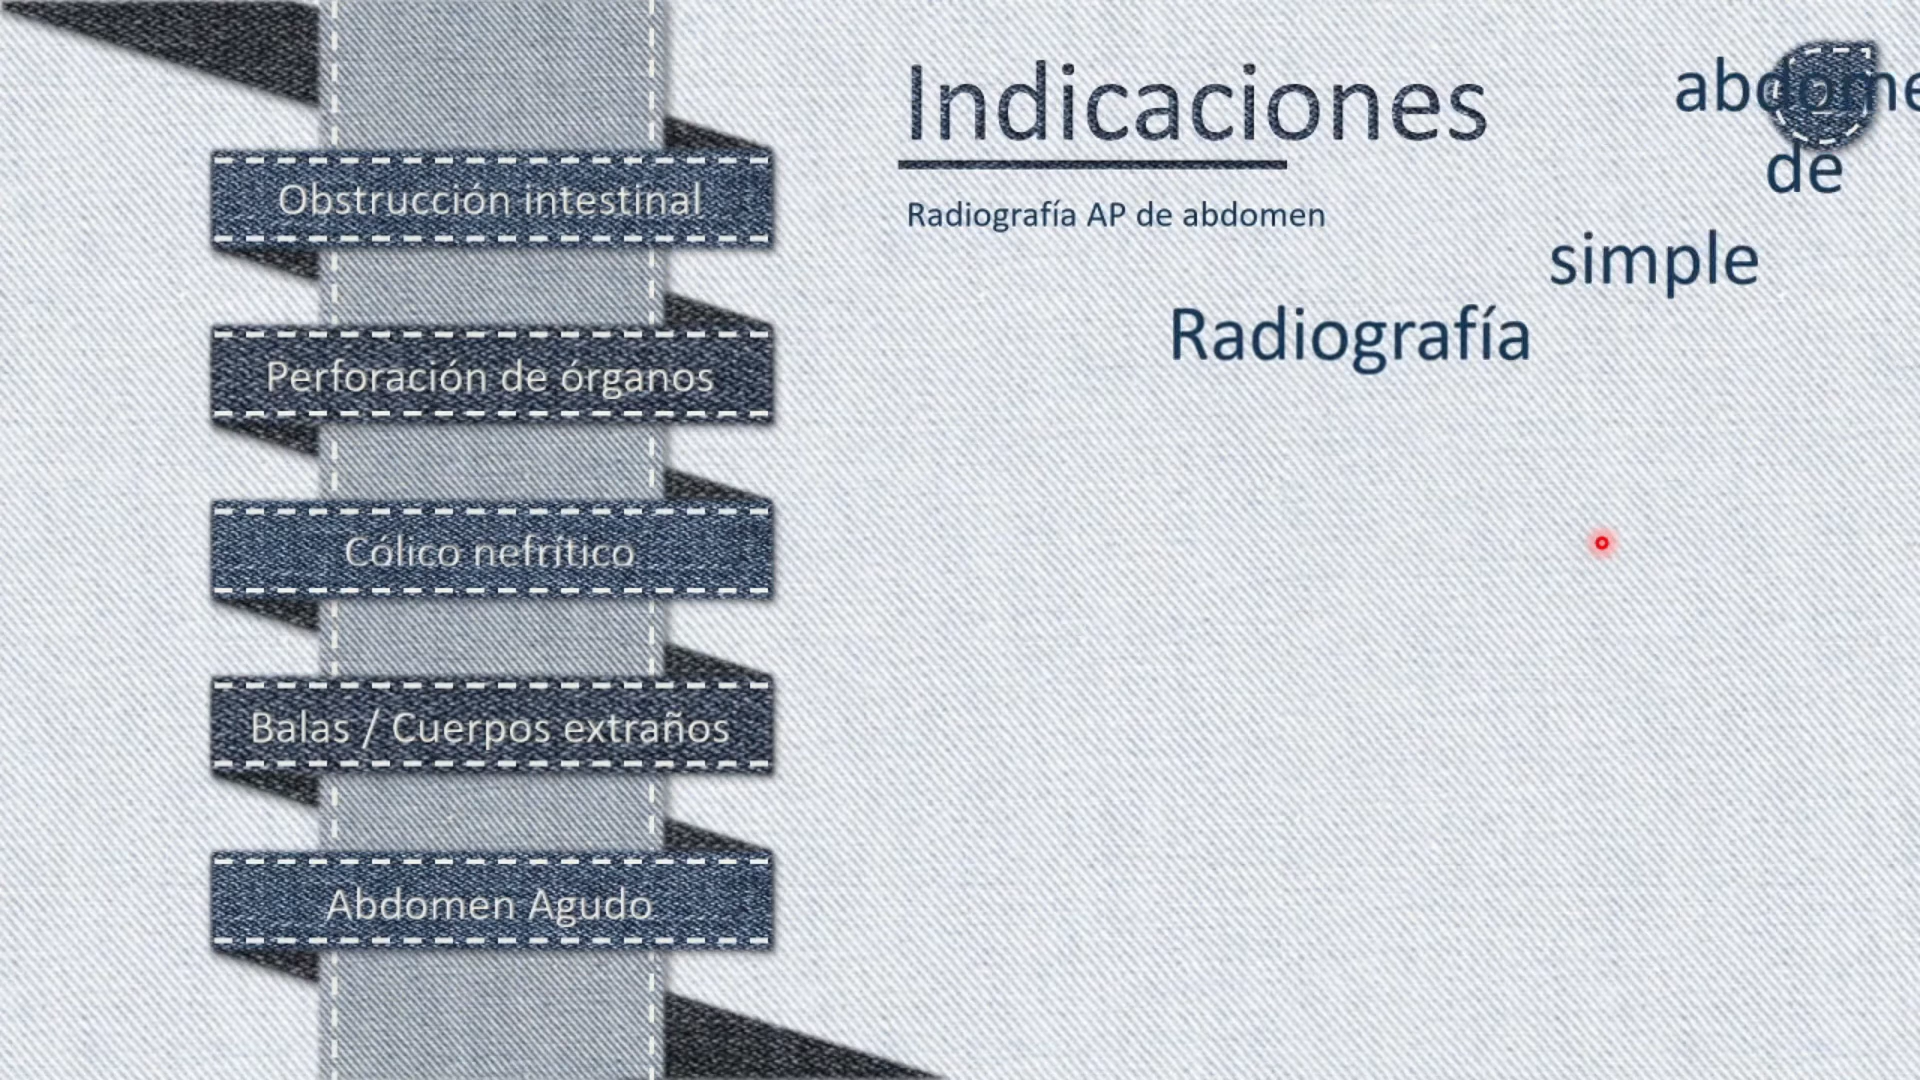 Obstrucción intestinal
Perforación de órganos
Cólico nefrítico
Balas / Cuerpos extraños
Abdomen Agudo
Indicaciones
Radiografía AP de abdomen
abdome
de
simple
Radiografía